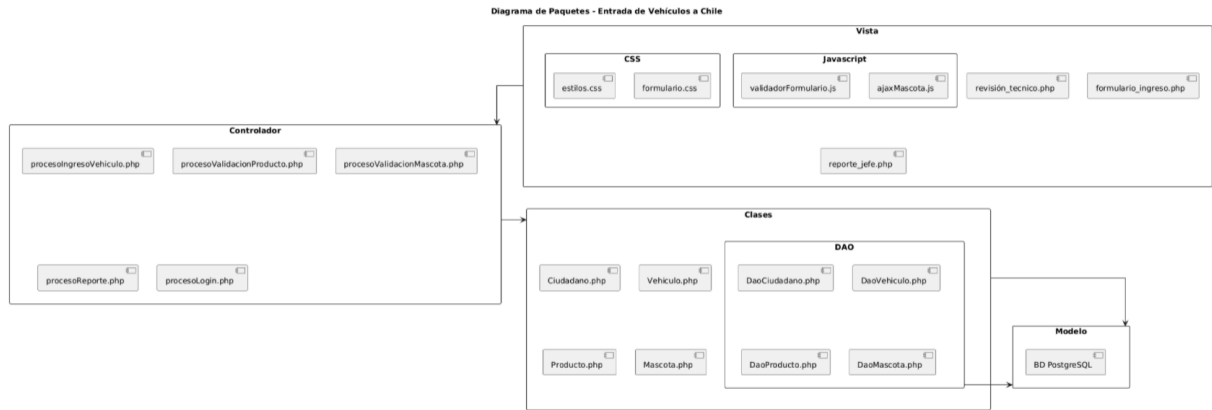 Diagrama de Paquetes - Entrada de Vehículos a Chile
Vista
CSS
estilos.css
formulario.css
Javascript
validadorFormulario.js
ajaxMascota.js
revisión_tecnico.php
formulario_ingreso.php
reporte_jefe.php
Controlador
procesoIngresoVehiculo.php
procesoValidacionProducto.php
procesoValidacionMascota.php
procesoReporte.php
procesoLogin.php
Clases
Ciudadano.php
Vehiculo.php
Producto.php
Mascota.php
DAO
DaoCiudadano.php
DaoVehiculo.php
DaoProducto.php
DaoMascota.php
Modelo
BD PostgreSQL